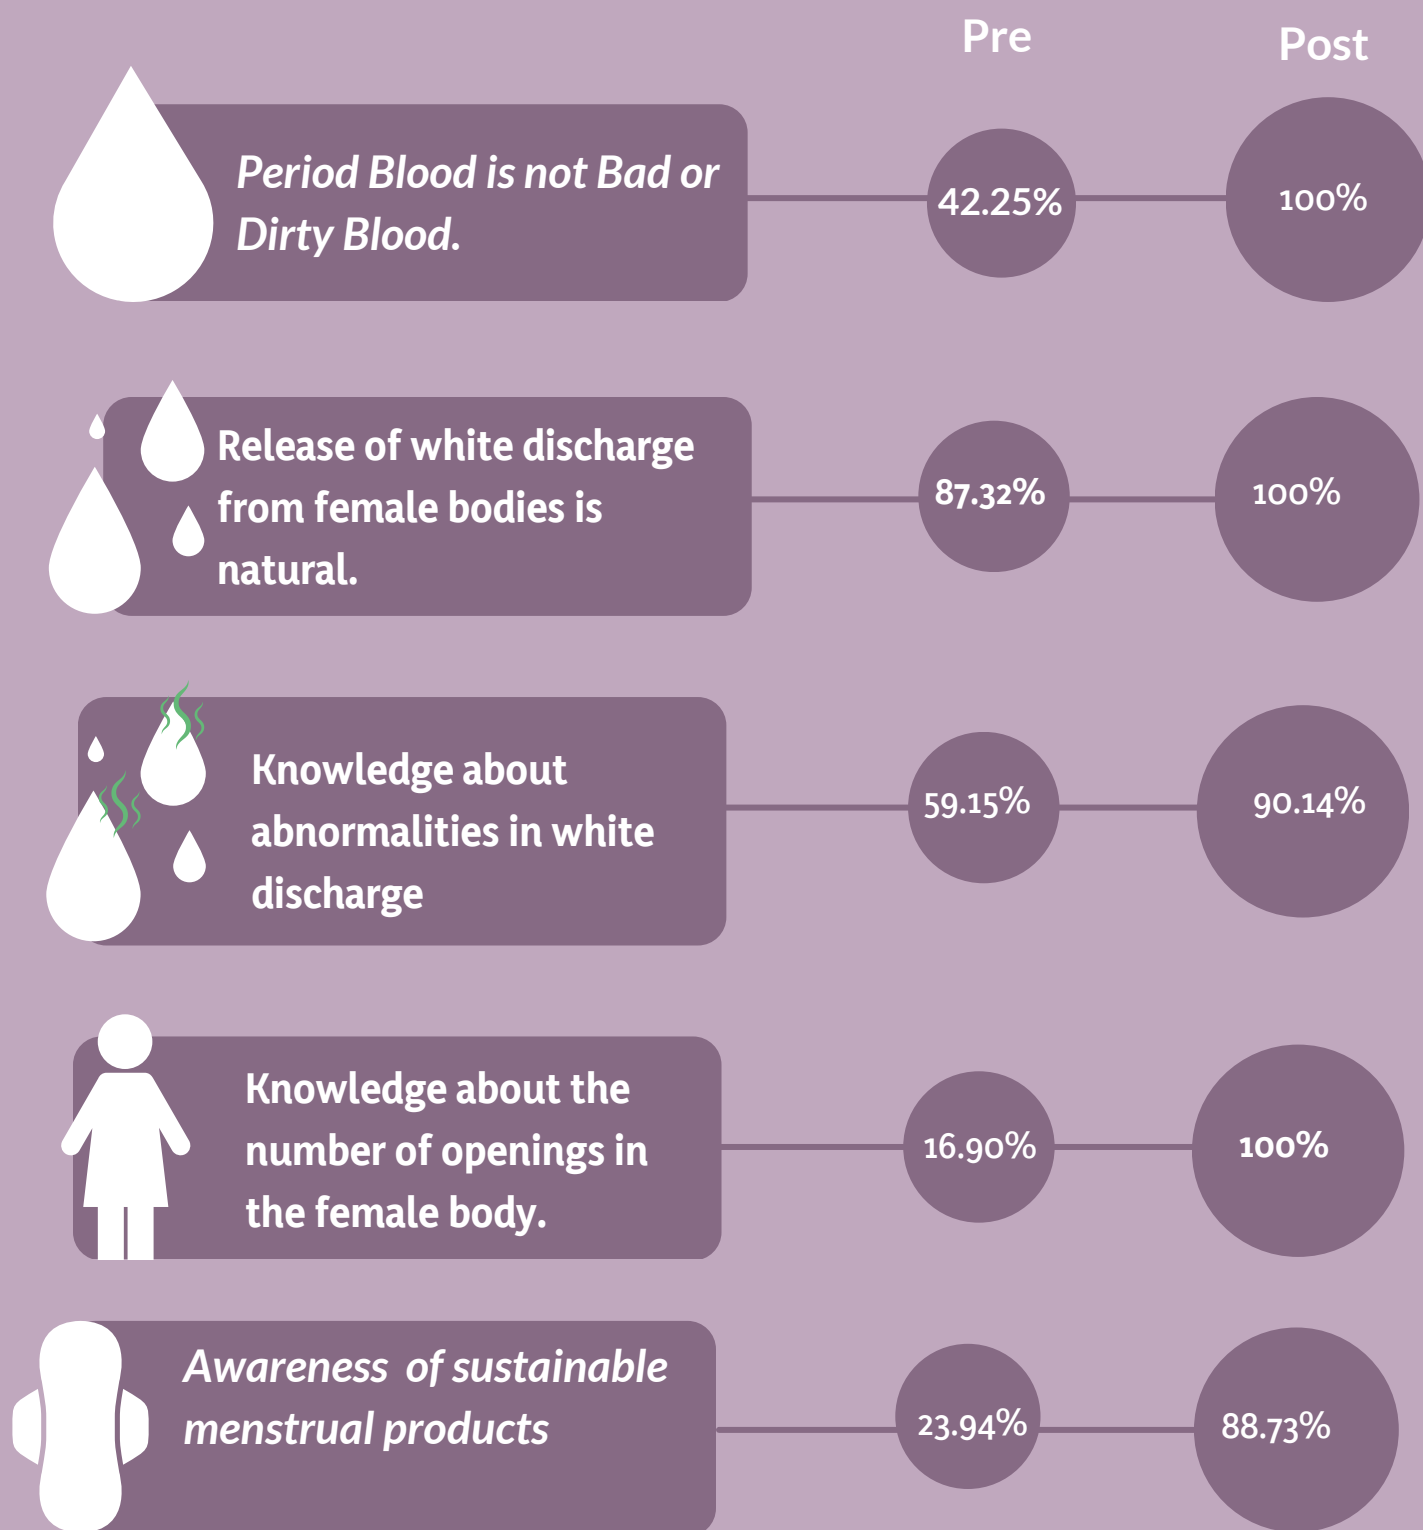 Pre
Post
Period Blood is not Bad or
Dirty Blood.
42.25%
100%
Release of white discharge
from female bodies is
natural.
87.32%
100%
Knowledge about
abnormalities in white
discharge
59.15%
90.14%
Knowledge about the
number of openings in
the female body.
16.90%
100%
Awareness of sustainable
menstrual products
23.94%
88.73%